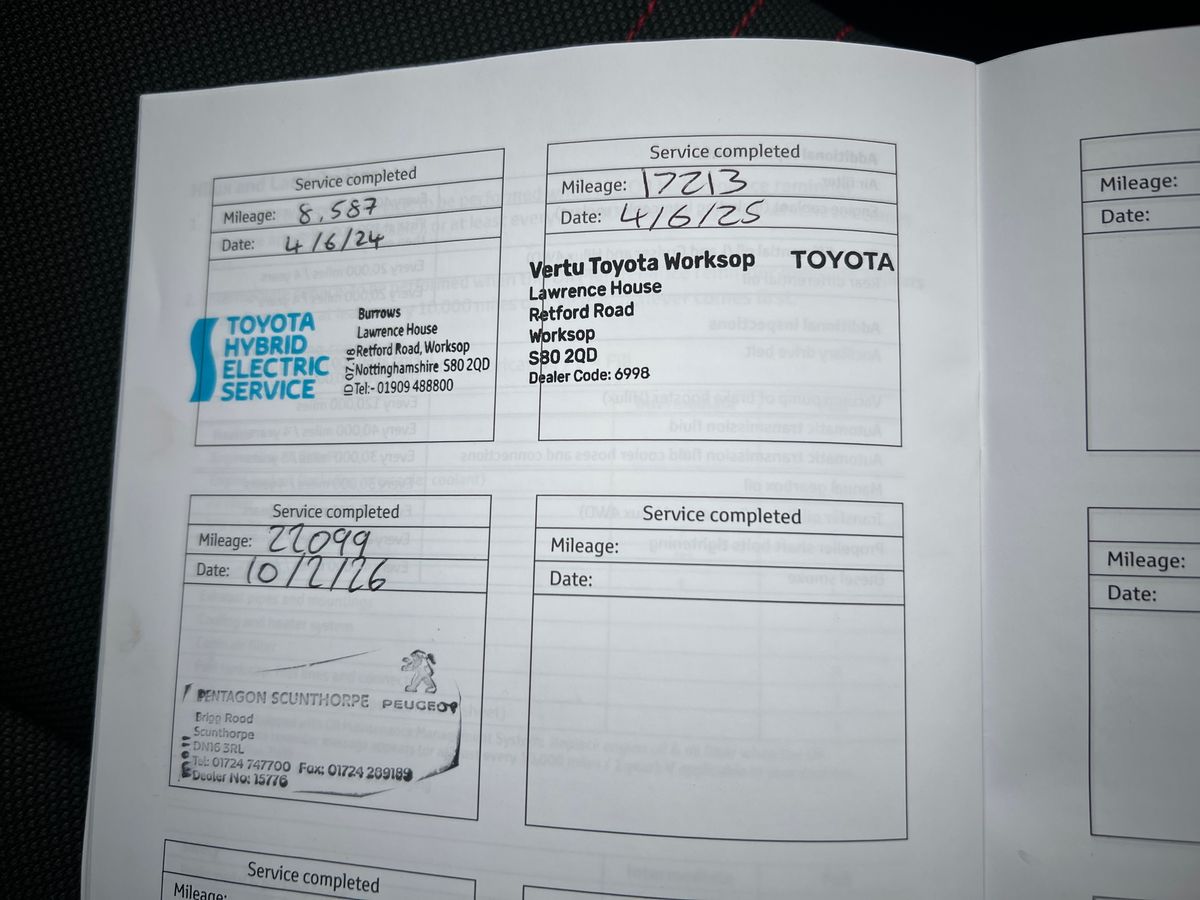 Service completed
Mileage: 8,587
Date: 4/6/24
TOYOTA
HYBRID
ELECTRIC
SERVICE
Burrows
Lawrence House
Retford Road, Worksop
Nottinghamshire S80 2QD
Tel:- 01909 488800
ID 0718
Service completed
Mileage: 17213
Date: 4/6/25
Vertu Toyota Worksop TOYOTA
Lawrence House
Retford Road
Worksop
S80 2QD
Dealer Code: 6998
Service completed
Mileage: 22099
Date: 10/2/26
PENTAGON SCUNTHORPE PEUGEOT
Brigg Road
Scunthorpe
DN16 3RL
Tel: 01724 747700 Fax: 01724 289189
Dealer No: 15776
Service completed
Mileage:
Date:
Service completed
Mileage:
Mileage:
Date:
Mileage:
Date: